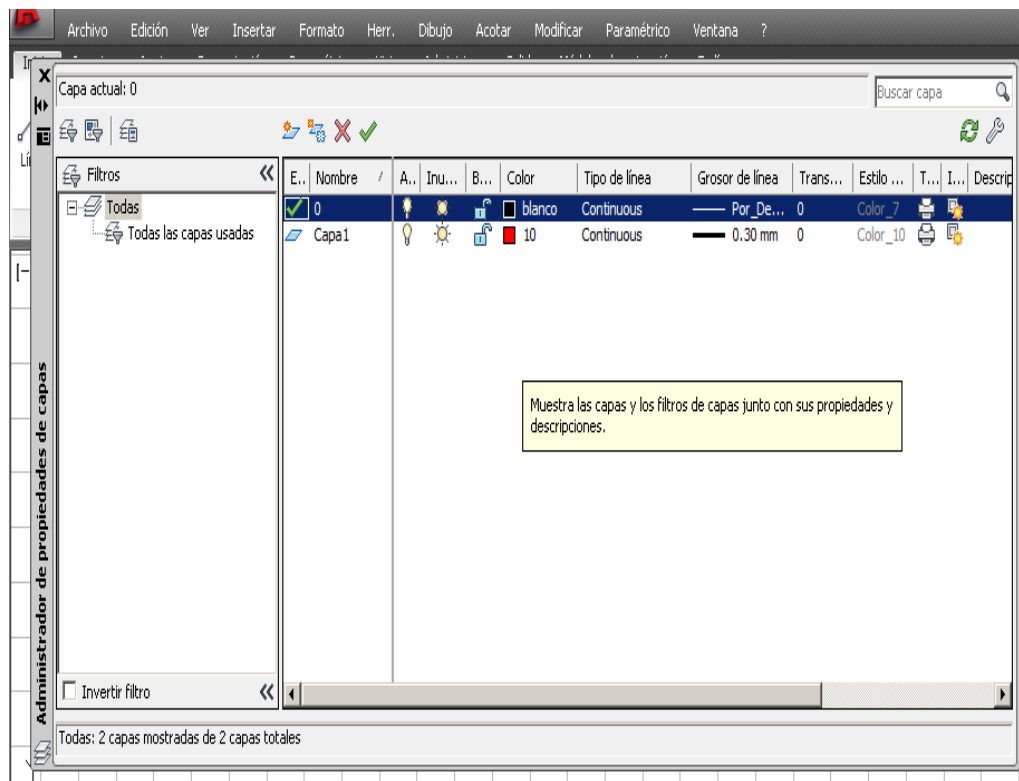 Archivo Edición Ver Insertar Formato Herr. Dibujo Acotar Modificar Paramétrico Ventana ?
Capa actual: 0
Buscar capa
Filtros
E.. Nombre A.. Inu... B... Color Tipo de línea Grosor de línea Trans... Estilo ... T... I... Descrip
Todas
0 blanco Continuous Por_De... 0 Color_7
Todas las capas usadas
Capa1 10 Continuous 0.30 mm 0 Color_10
Muestra las capas y los filtros de capas junto con sus propiedades y
descripciones.
Administrador de propiedades de capas
Invertir filtro
Todas: 2 capas mostradas de 2 capas totales